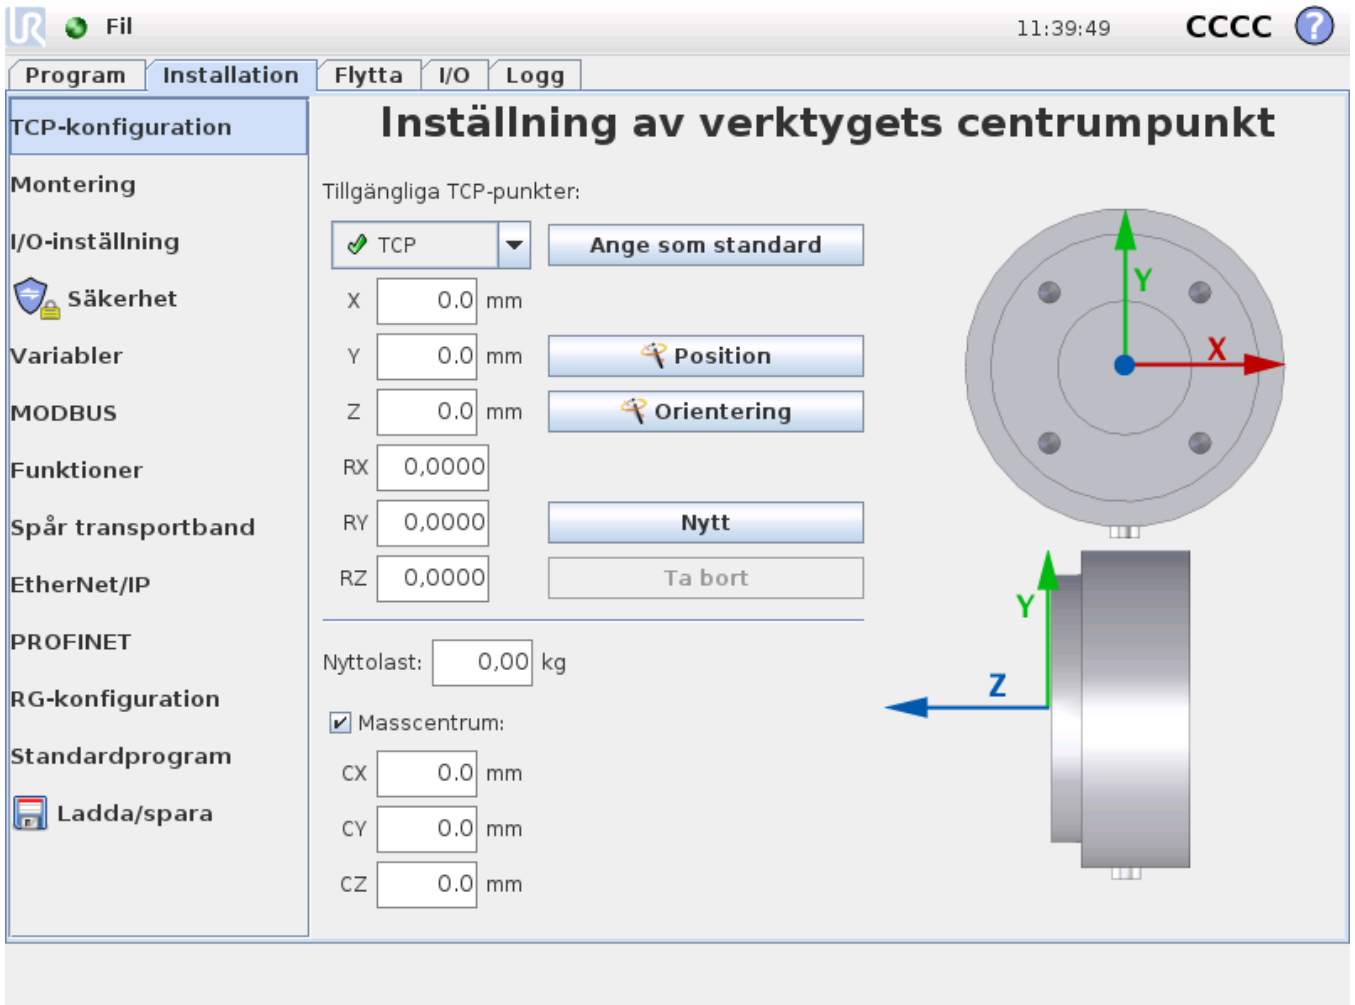 UR Fil 11:39:49 CCCC ?
Program Installation Flytta I/O Logg
TCP-konfiguration
Montering
I/O-inställning
Säkerhet
Variabler
MODBUS
Funktioner
Spår transportband
EtherNet/IP
PROFINET
RG-konfiguration
Standardprogram
Ladda/spara
Inställning av verktygets centrumpunkt
Tillgängliga TCP-punkter:
TCP Ange som standard
X 0.0 mm
Y 0.0 mm Position
Z 0.0 mm Orientering
RX 0,0000
RY 0,0000 Nytt
RZ 0,0000 Ta bort
Nyttolast: 0,00 kg
Masscentrum:
CX 0.0 mm
CY 0.0 mm
CZ 0.0 mm
Y
X
Y
Z